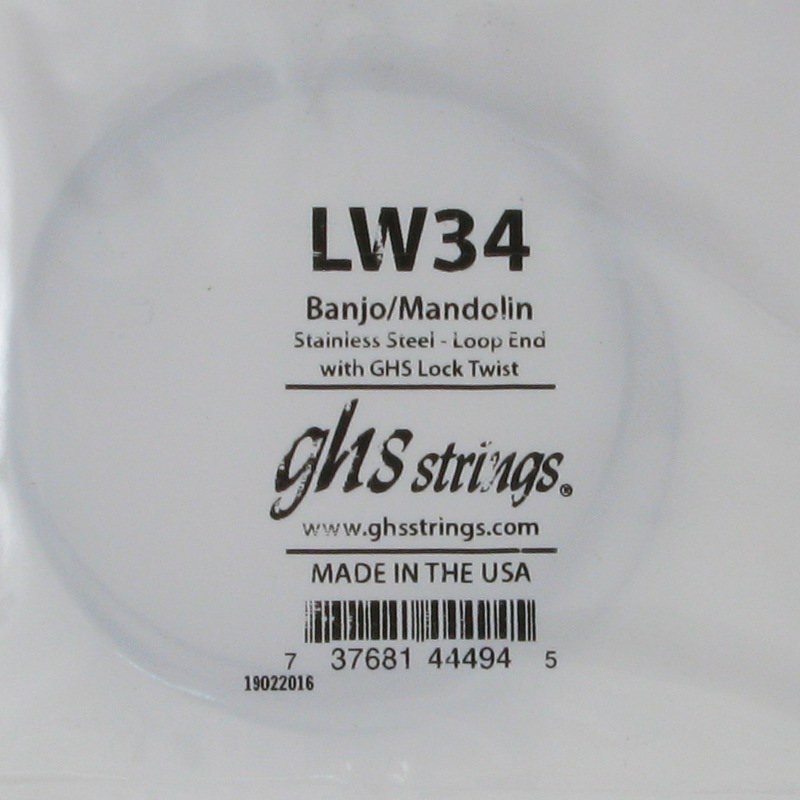 LW34
Banjo/Mandolin
Stainless Steel - Loop End
with GHS Lock Twist
ghs strings®
www.ghsstrings.com
MADE IN THE USA
7 37681 44494 5
19022016